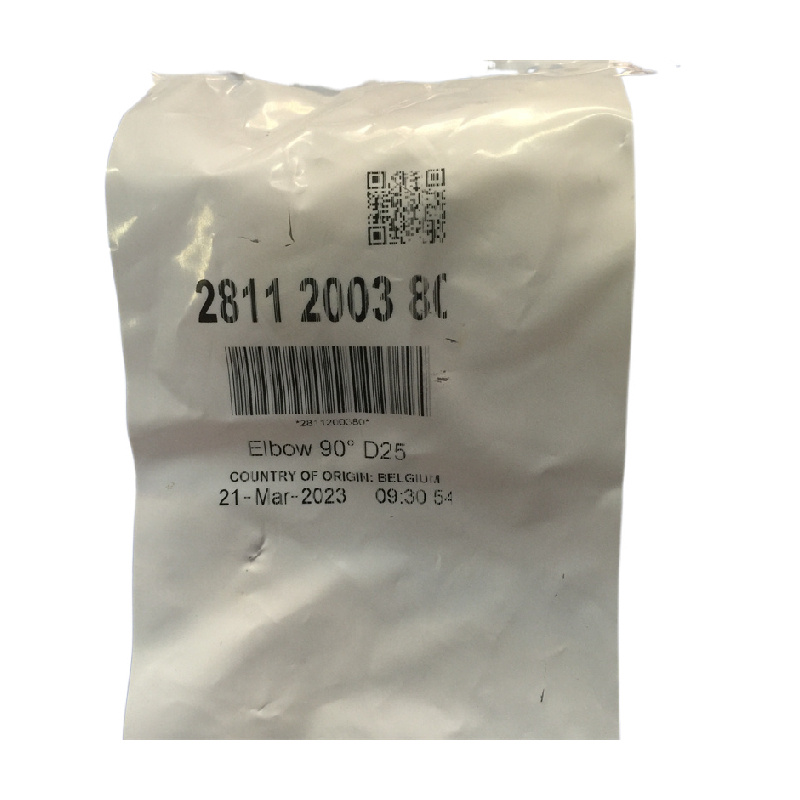 2811 2003 80
*2811200380*
Elbow 90° D25
COUNTRY OF ORIGIN: BELGIUM
21-Mar-2023 09:30 54